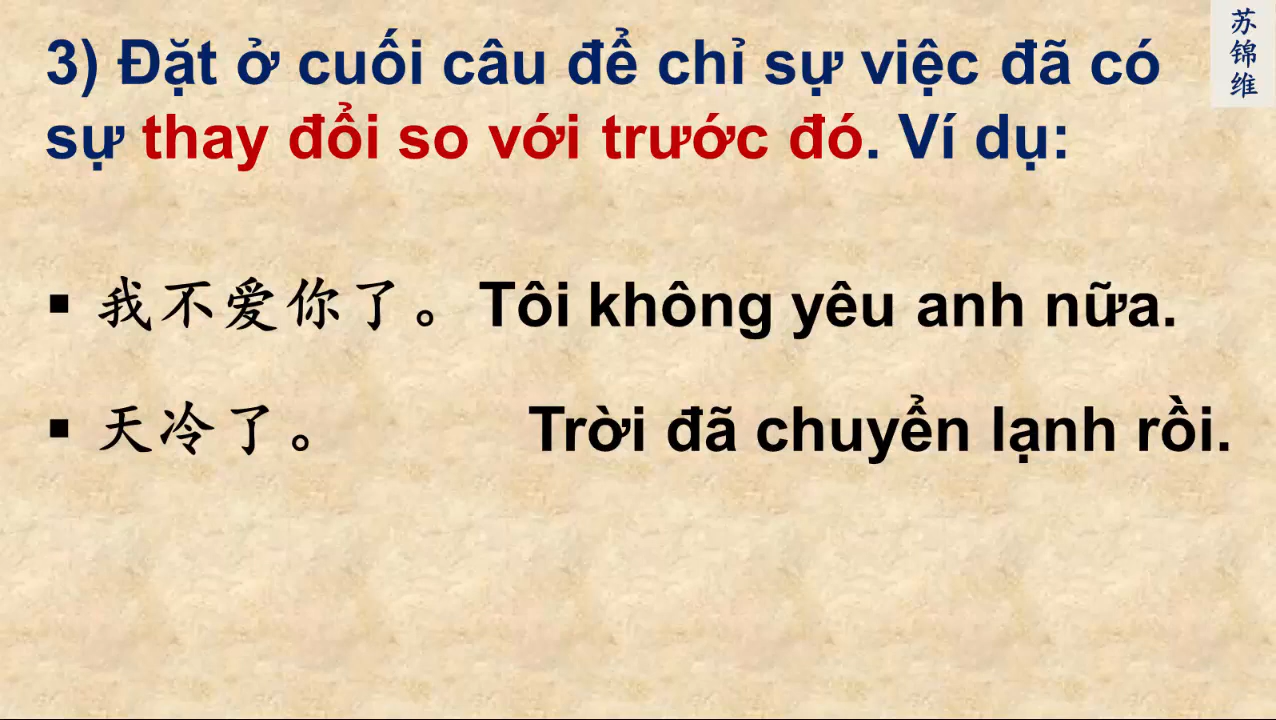 3) Đặt ở cuối câu để chỉ sự việc đã có
sự thay đổi so với trước đó. Ví dụ:
▪ 我不爱你了。 Tôi không yêu anh nữa.
▪ 天冷了。 Trời đã chuyển lạnh rồi.
苏锦维